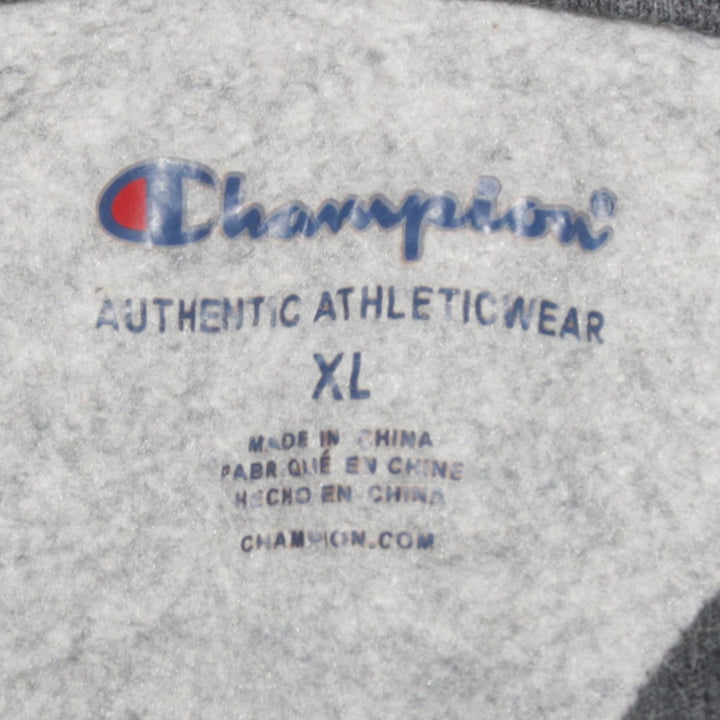 Champion®
AUTHENTIC ATHLETICWEAR
XL
MADE IN CHINA
FABRIQUÉ EN CHINE
HECHO EN CHINA
CHAMPION.COM